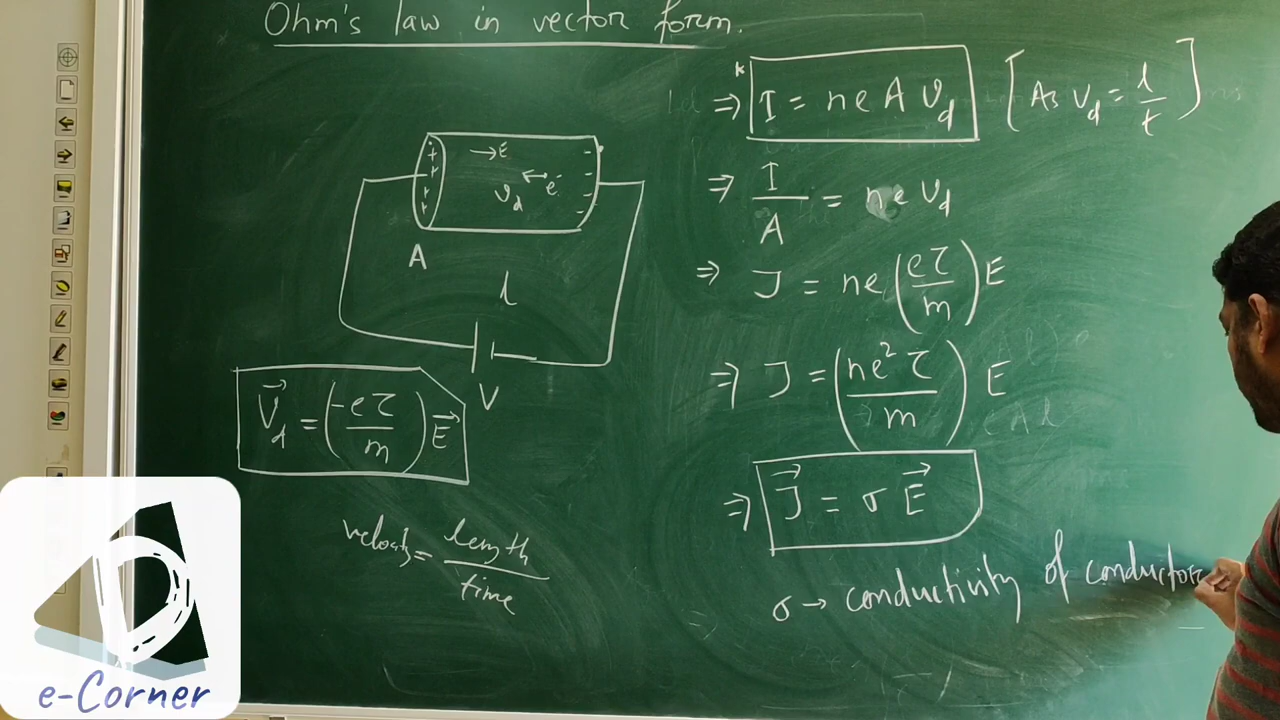 Ohm's law in vector form.
+ + + +
→E
v_d ← e⁻
- - - -
A
l
V
V⃗_d = (-eτ/m) E⃗
velocity = length/time
* ⇒ I = neAv_d [As v_d = l/t]
⇒ I/A = nev_d
⇒ J = ne(eτ/m)E
⇒ J = (ne²τ/m) E
⇒ J⃗ = σE⃗
σ → conductivity of conductor
D
e-Corner